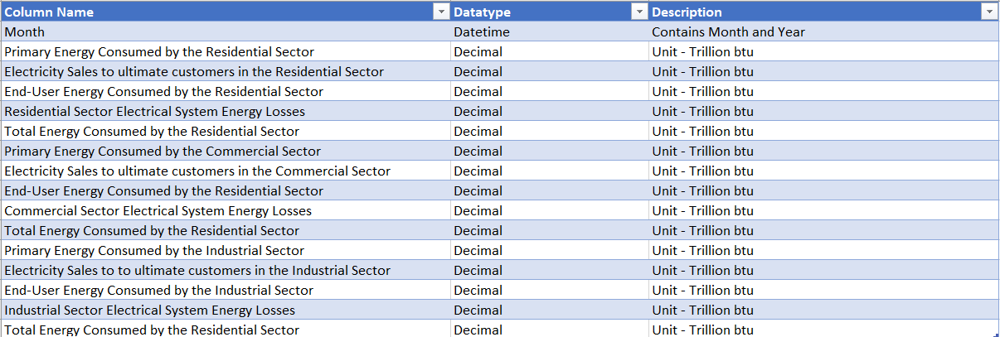 Column Name Datatype Description
Month Datetime Contains Month and Year
Primary Energy Consumed by the Residential Sector Decimal Unit - Trillion btu
Electricity Sales to ultimate customers in the Residential Sector Decimal Unit - Trillion btu
End-User Energy Consumed by the Residential Sector Decimal Unit - Trillion btu
Residential Sector Electrical System Energy Losses Decimal Unit - Trillion btu
Total Energy Consumed by the Residential Sector Decimal Unit - Trillion btu
Primary Energy Consumed by the Commercial Sector Decimal Unit - Trillion btu
Electricity Sales to ultimate customers in the Commercial Sector Decimal Unit - Trillion btu
End-User Energy Consumed by the Residential Sector Decimal Unit - Trillion btu
Commercial Sector Electrical System Energy Losses Decimal Unit - Trillion btu
Total Energy Consumed by the Residential Sector Decimal Unit - Trillion btu
Primary Energy Consumed by the Industrial Sector Decimal Unit - Trillion btu
Electricity Sales to to ultimate customers in the Industrial Sector Decimal Unit - Trillion btu
End-User Energy Consumed by the Industrial Sector Decimal Unit - Trillion btu
Industrial Sector Electrical System Energy Losses Decimal Unit - Trillion btu
Total Energy Consumed by the Residential Sector Decimal Unit - Trillion btu